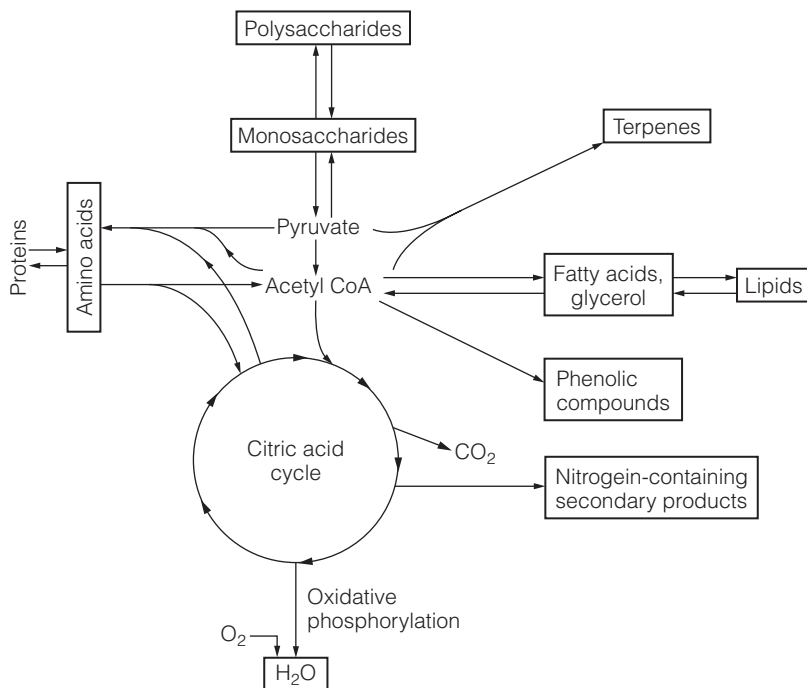 Polysaccharides
Monosaccharides
Terpenes
Proteins
Amino acids
Pyruvate
Acetyl CoA
Fatty acids,
glycerol
Lipids
Phenolic
compounds
Citric acid
cycle
CO₂
Nitrogein-containing
secondary products
Oxidative
phosphorylation
O₂
H₂O